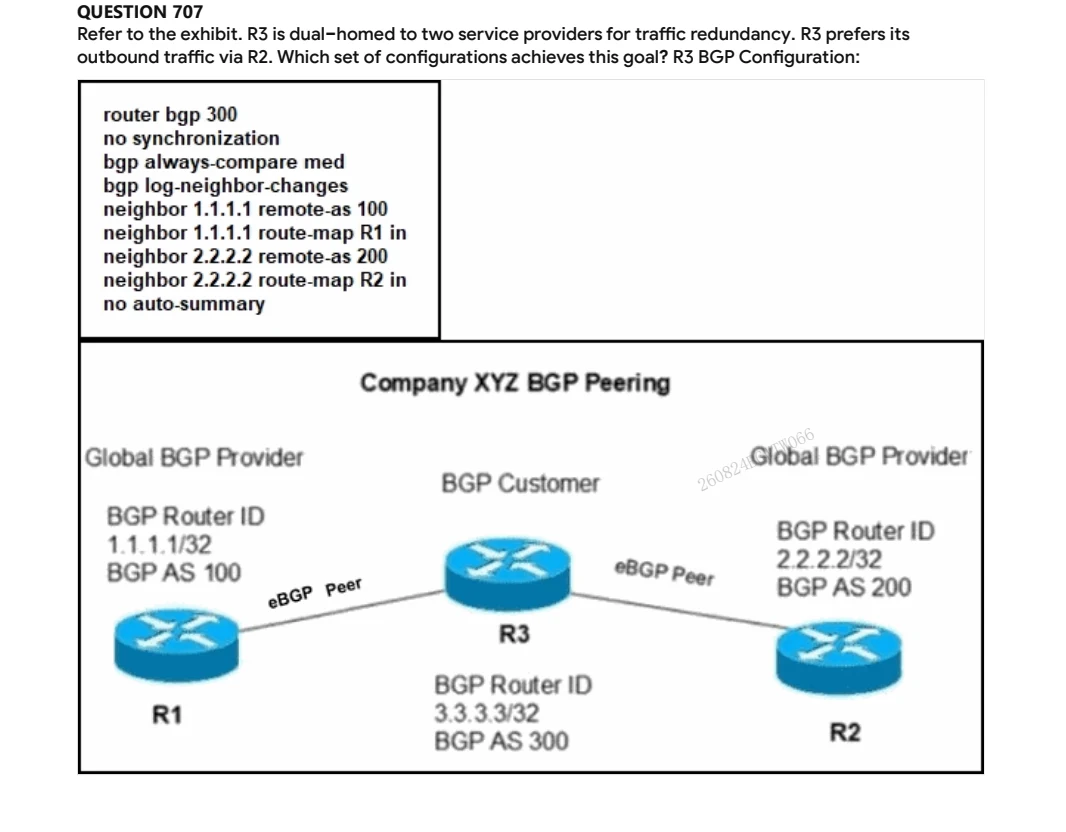 QUESTION 707
Refer to the exhibit. R3 is dual-homed to two service providers for traffic redundancy. R3 prefers its
outbound traffic via R2. Which set of configurations achieves this goal? R3 BGP Configuration:
router bgp 300
no synchronization
bgp always-compare med
bgp log-neighbor-changes
neighbor 1.1.1.1 remote-as 100
neighbor 1.1.1.1 route-map R1 in
neighbor 2.2.2.2 remote-as 200
neighbor 2.2.2.2 route-map R2 in
no auto-summary
Company XYZ BGP Peering
Global BGP Provider
BGP Router ID
1.1.1.1/32
BGP AS 100
eBGP Peer
R1
BGP Customer
R3
BGP Router ID
3.3.3.3/32
BGP AS 300
eBGP Peer
Global BGP Provider
BGP Router ID
2.2.2.2/32
BGP AS 200
R2